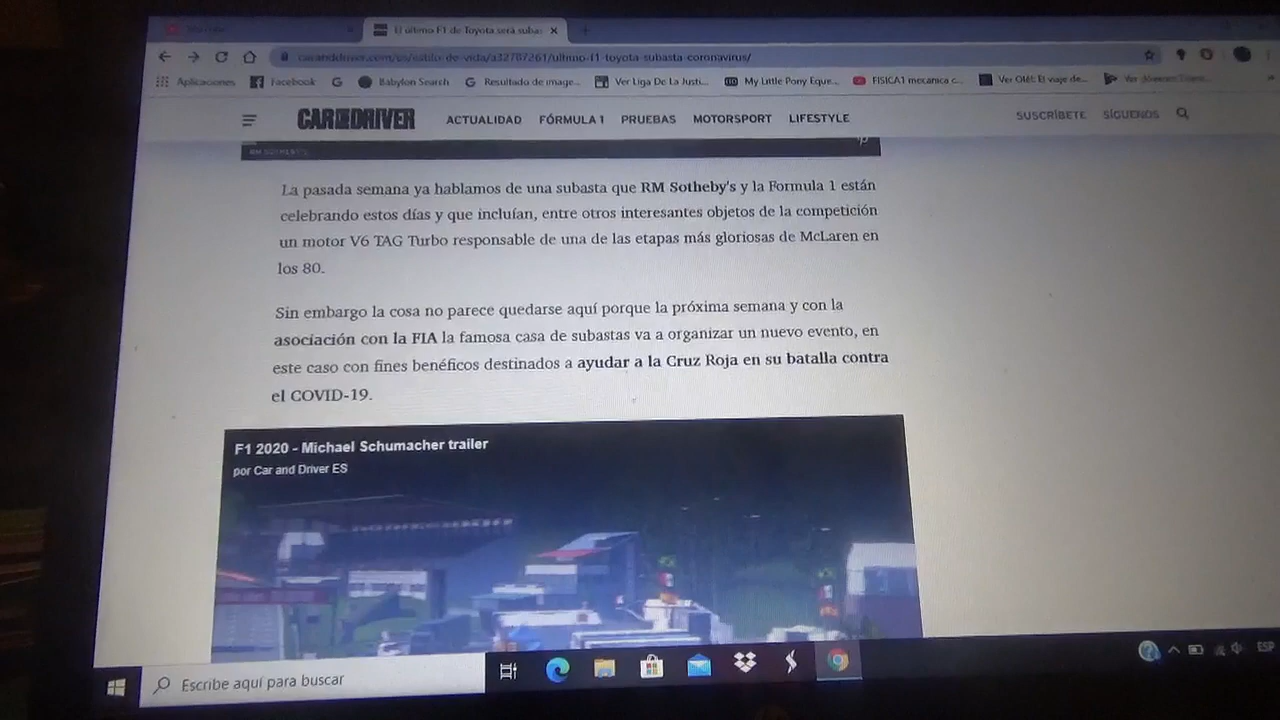 El último F1 de Toyota será subas
caranddriver.com/es/estilo-de-vida/a32787261/ultimo-f1-toyota-subasta-coronavirus/
Aplicaciones Facebook Babylon Search Resultado de image... Ver Liga De La Justi... My Little Pony Eque... FISICA1 mecanica c... Ver Olé!: El viaje de...
CAR AND DRIVER ACTUALIDAD FÓRMULA 1 PRUEBAS MOTORSPORT LIFESTYLE SUSCRÍBETE SÍGUENOS
RM SOTHEBY'S
La pasada semana ya hablamos de una subasta que RM Sotheby's y la Formula 1 están
celebrando estos días y que incluían, entre otros interesantes objetos de la competición
un motor V6 TAG Turbo responsable de una de las etapas más gloriosas de McLaren en
los 80.
Sin embargo la cosa no parece quedarse aquí porque la próxima semana y con la
asociación con la FIA la famosa casa de subastas va a organizar un nuevo evento, en
este caso con fines benéficos destinados a ayudar a la Cruz Roja en su batalla contra
el COVID-19.
F1 2020 - Michael Schumacher trailer
por Car and Driver ES
Escribe aquí para buscar
ESP